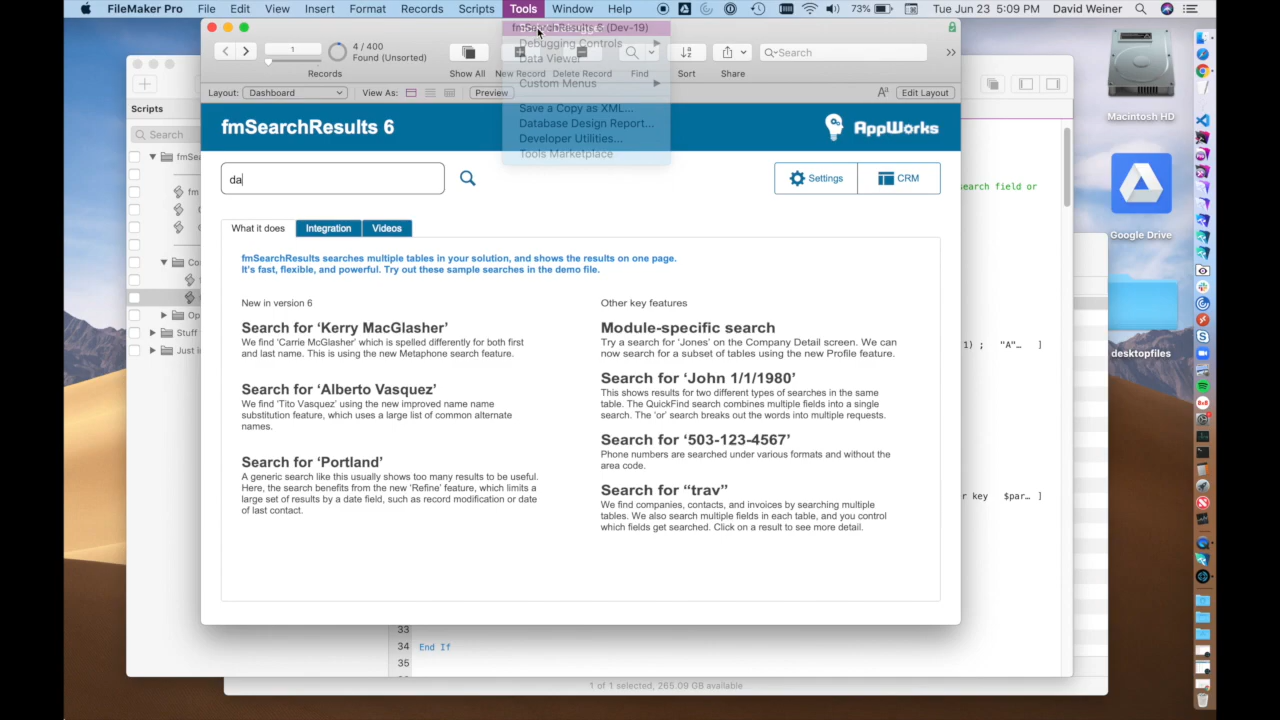 FileMaker Pro File Edit View Insert Format Records Scripts Tools Window Help 73% Tue Jun 23 5:09 PM David Weiner
fmSearchResults 6 (Dev-19)
Debugging Controls
Data Viewer
Custom Menus
Save a Copy as XML...
Database Design Report...
Developer Utilities...
Tools Marketplace
1
4 / 400
Found (Unsorted)
Search
Records Show All New Record Delete Record Find Sort Share
Layout: Dashboard View As: Preview Edit Layout
fmSearchResults 6
AppWorks
da
Settings
CRM
What it does Integration Videos
fmSearchResults searches multiple tables in your solution, and shows the results on one page.
It's fast, flexible, and powerful. Try out these sample searches in the demo file.
New in version 6
Search for ‘Kerry MacGlasher’
We find ‘Carrie McGlasher’ which is spelled differently for both first
and last name. This is using the new Metaphone search feature.
Search for ‘Alberto Vasquez’
We find ‘Tito Vasquez’ using the new improved name name
substitution feature, which uses a large list of common alternate
names.
Search for ‘Portland’
A generic search like this usually shows too many results to be useful.
Here, the search benefits from the new ‘Refine’ feature, which limits a
large set of results by a date field, such as record modification or date
of last contact.
Other key features
Module-specific search
Try a search for ‘Jones’ on the Company Detail screen. We can
now search for a subset of tables using the new Profile feature.
Search for ‘John 1/1/1980’
This shows results for two different types of searches in the same
table. The QuickFind search combines multiple fields into a single
search. The ‘or’ search breaks out the words into multiple requests.
Search for ‘503-123-4567’
Phone numbers are searched under various formats and without the
area code.
Search for “trav”
We find companies, contacts, and invoices by searching multiple
tables. We also search multiple fields in each table, and you control
which fields get searched. Click on a result to see more detail.
Scripts
Search
fmSea
fm
Co
Op
Stuff
Just i
search field or
1) ; "A"… ]
r key $par… ]
33
34 End If
35
1 of 1 selected, 265.09 GB available
Macintosh HD
Google Drive
desktopfiles